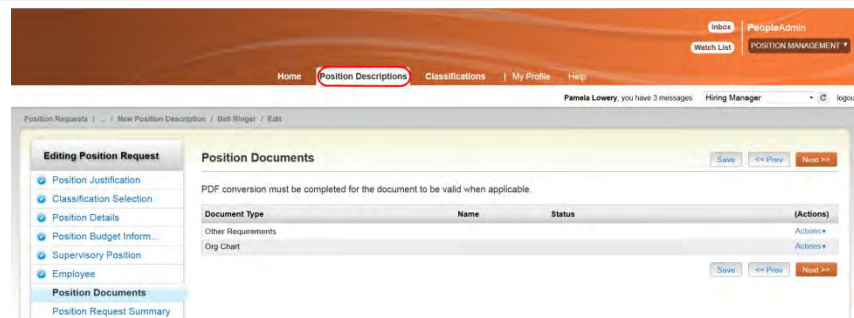 Inbox PeopleAdmin
Watch List POSITION MANAGEMENT
Home Position Descriptions Classifications | My Profile Help
Pamela Lowery, you have 3 messages. Hiring Manager logou
Position Requests / ... / New Position Description / Bell Ringer / Edit
Editing Position Request
Position Justification
Classification Selection
Position Details
Position Budget Inform...
Supervisory Position
Employee
Position Documents
Position Request Summary
Position Documents
Save << Prev Next >>
PDF conversion must be completed for the document to be valid when applicable.
Document Type Name Status (Actions)
Other Requirements Actions
Org Chart Actions
Save << Prev Next >>